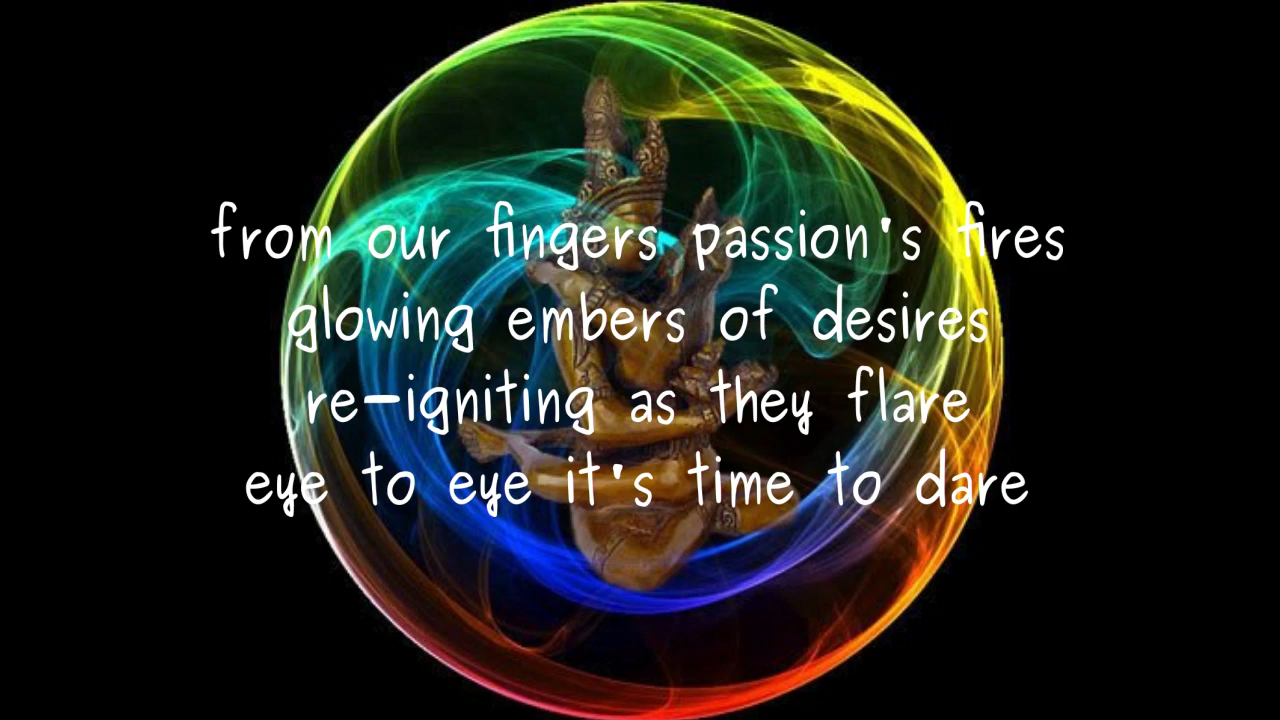 from our fingers passion's fires
glowing embers of desires
re-igniting as they flare
eye to eye it's time to dare